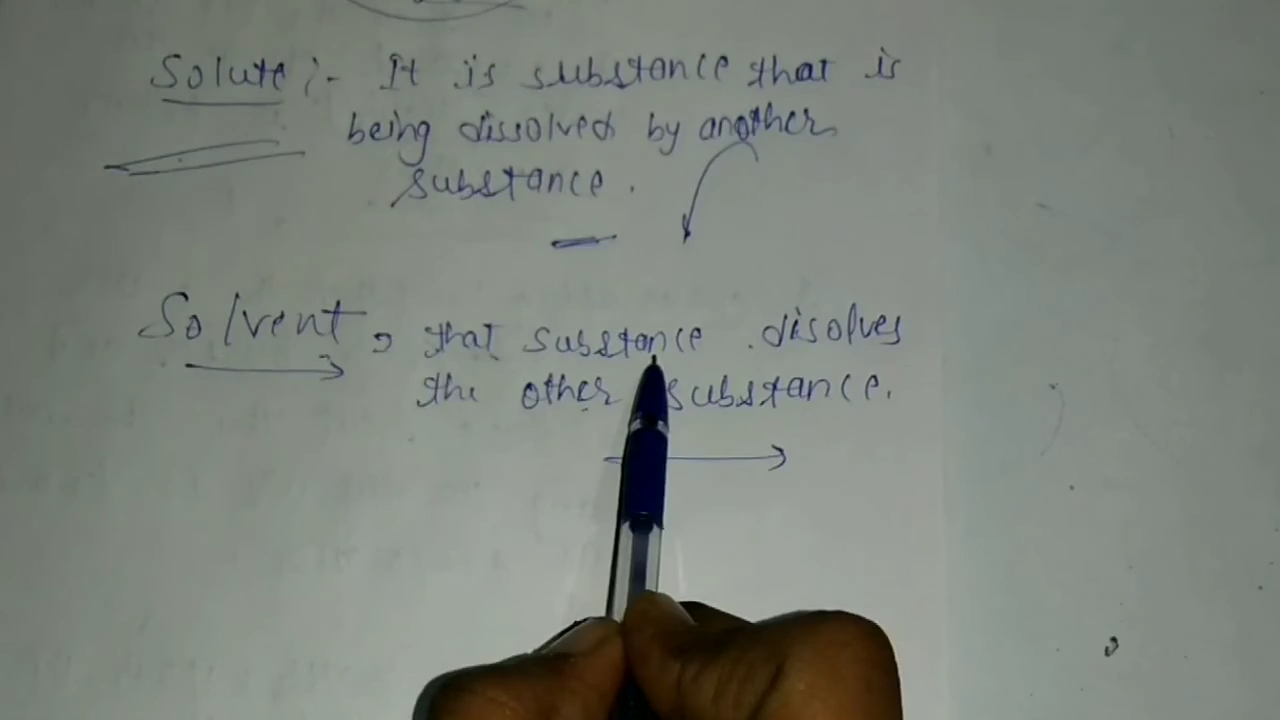 Solute :- It is substance that is
being dissolved by another
substance.
Solvent, that substance . disolves
the other substance.